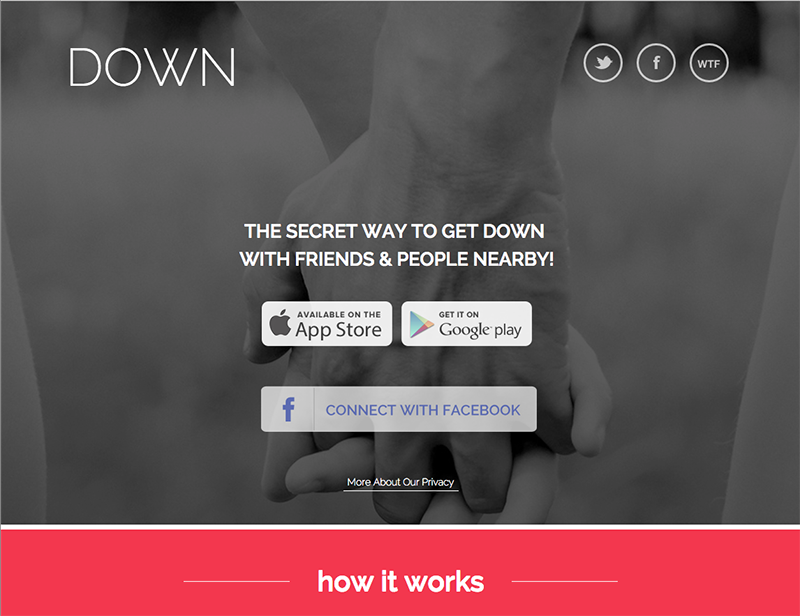 DOWN
WTF
THE SECRET WAY TO GET DOWN
WITH FRIENDS & PEOPLE NEARBY!
AVAILABLE ON THE
App Store
GET IT ON
Google play
CONNECT WITH FACEBOOK
More About Our Privacy
how it works